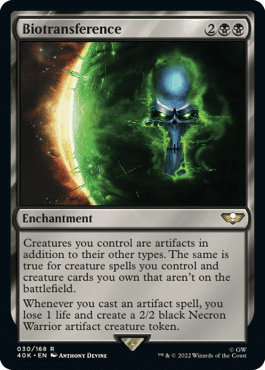 Biotransference 2
Enchantment
Creatures you control are artifacts in
addition to their other types. The same is
true for creature spells you control and
creature cards you own that aren't on the
battlefield.
Whenever you cast an artifact spell, you
lose 1 life and create a 2/2 black Necron
Warrior artifact creature token.
030/168 R
40K • EN ANTHONY DEVINE
© GW
™ & © 2022 Wizards of the Coast